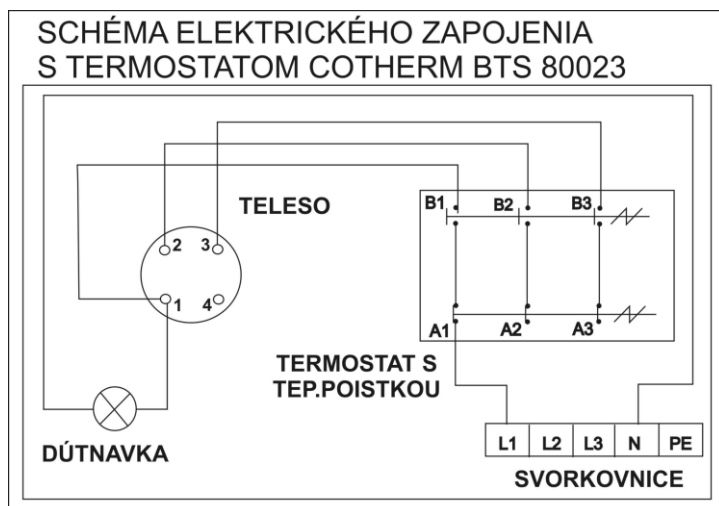 SCHÉMA ELEKTRICKÉHO ZAPOJENIA
S TERMOSTATOM COTHERM BTS 80023
TELESO
B1 B2 B3
2 3
1 4
A1 A2 A3
TERMOSTAT S
TEP.POISTKOU
DÚTNAVKA
L1 L2 L3 N PE
SVORKOVNICE